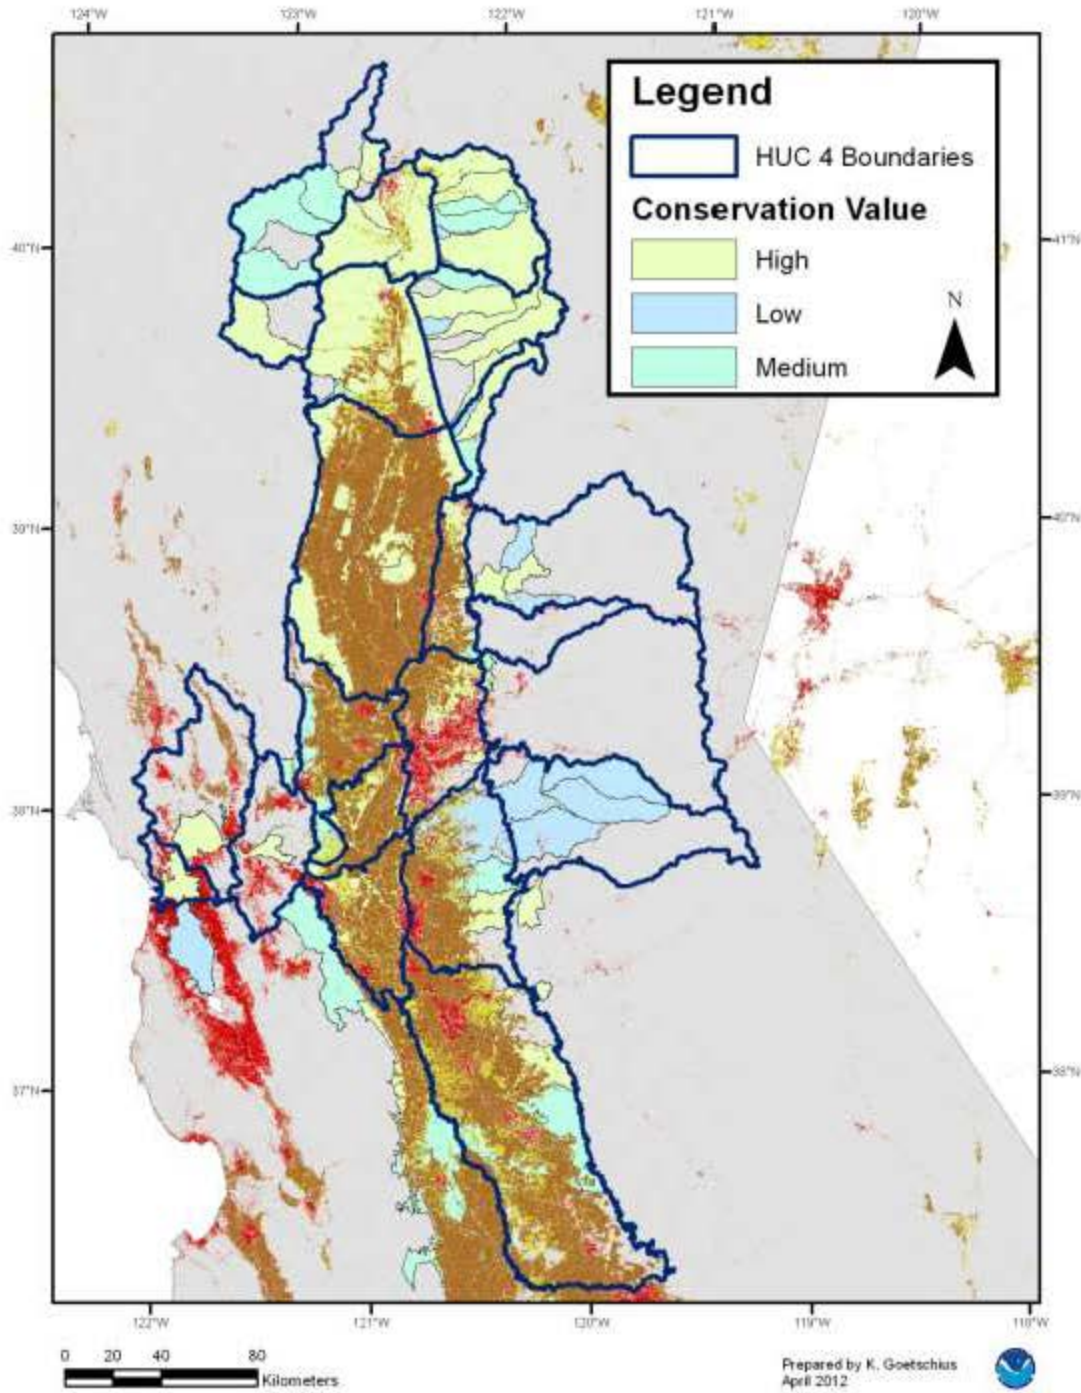 124°W 123°W 122°W 121°W 120°W
Legend
HUC 4 Boundaries
Conservation Value
High
Low
Medium
N
40°N
41°N
39°N
40°N
38°N
39°N
37°N
38°N
122°W 121°W 120°W 119°W 118°W
0 20 40 80
Kilometers
Prepared by K. Goetschius
April 2012